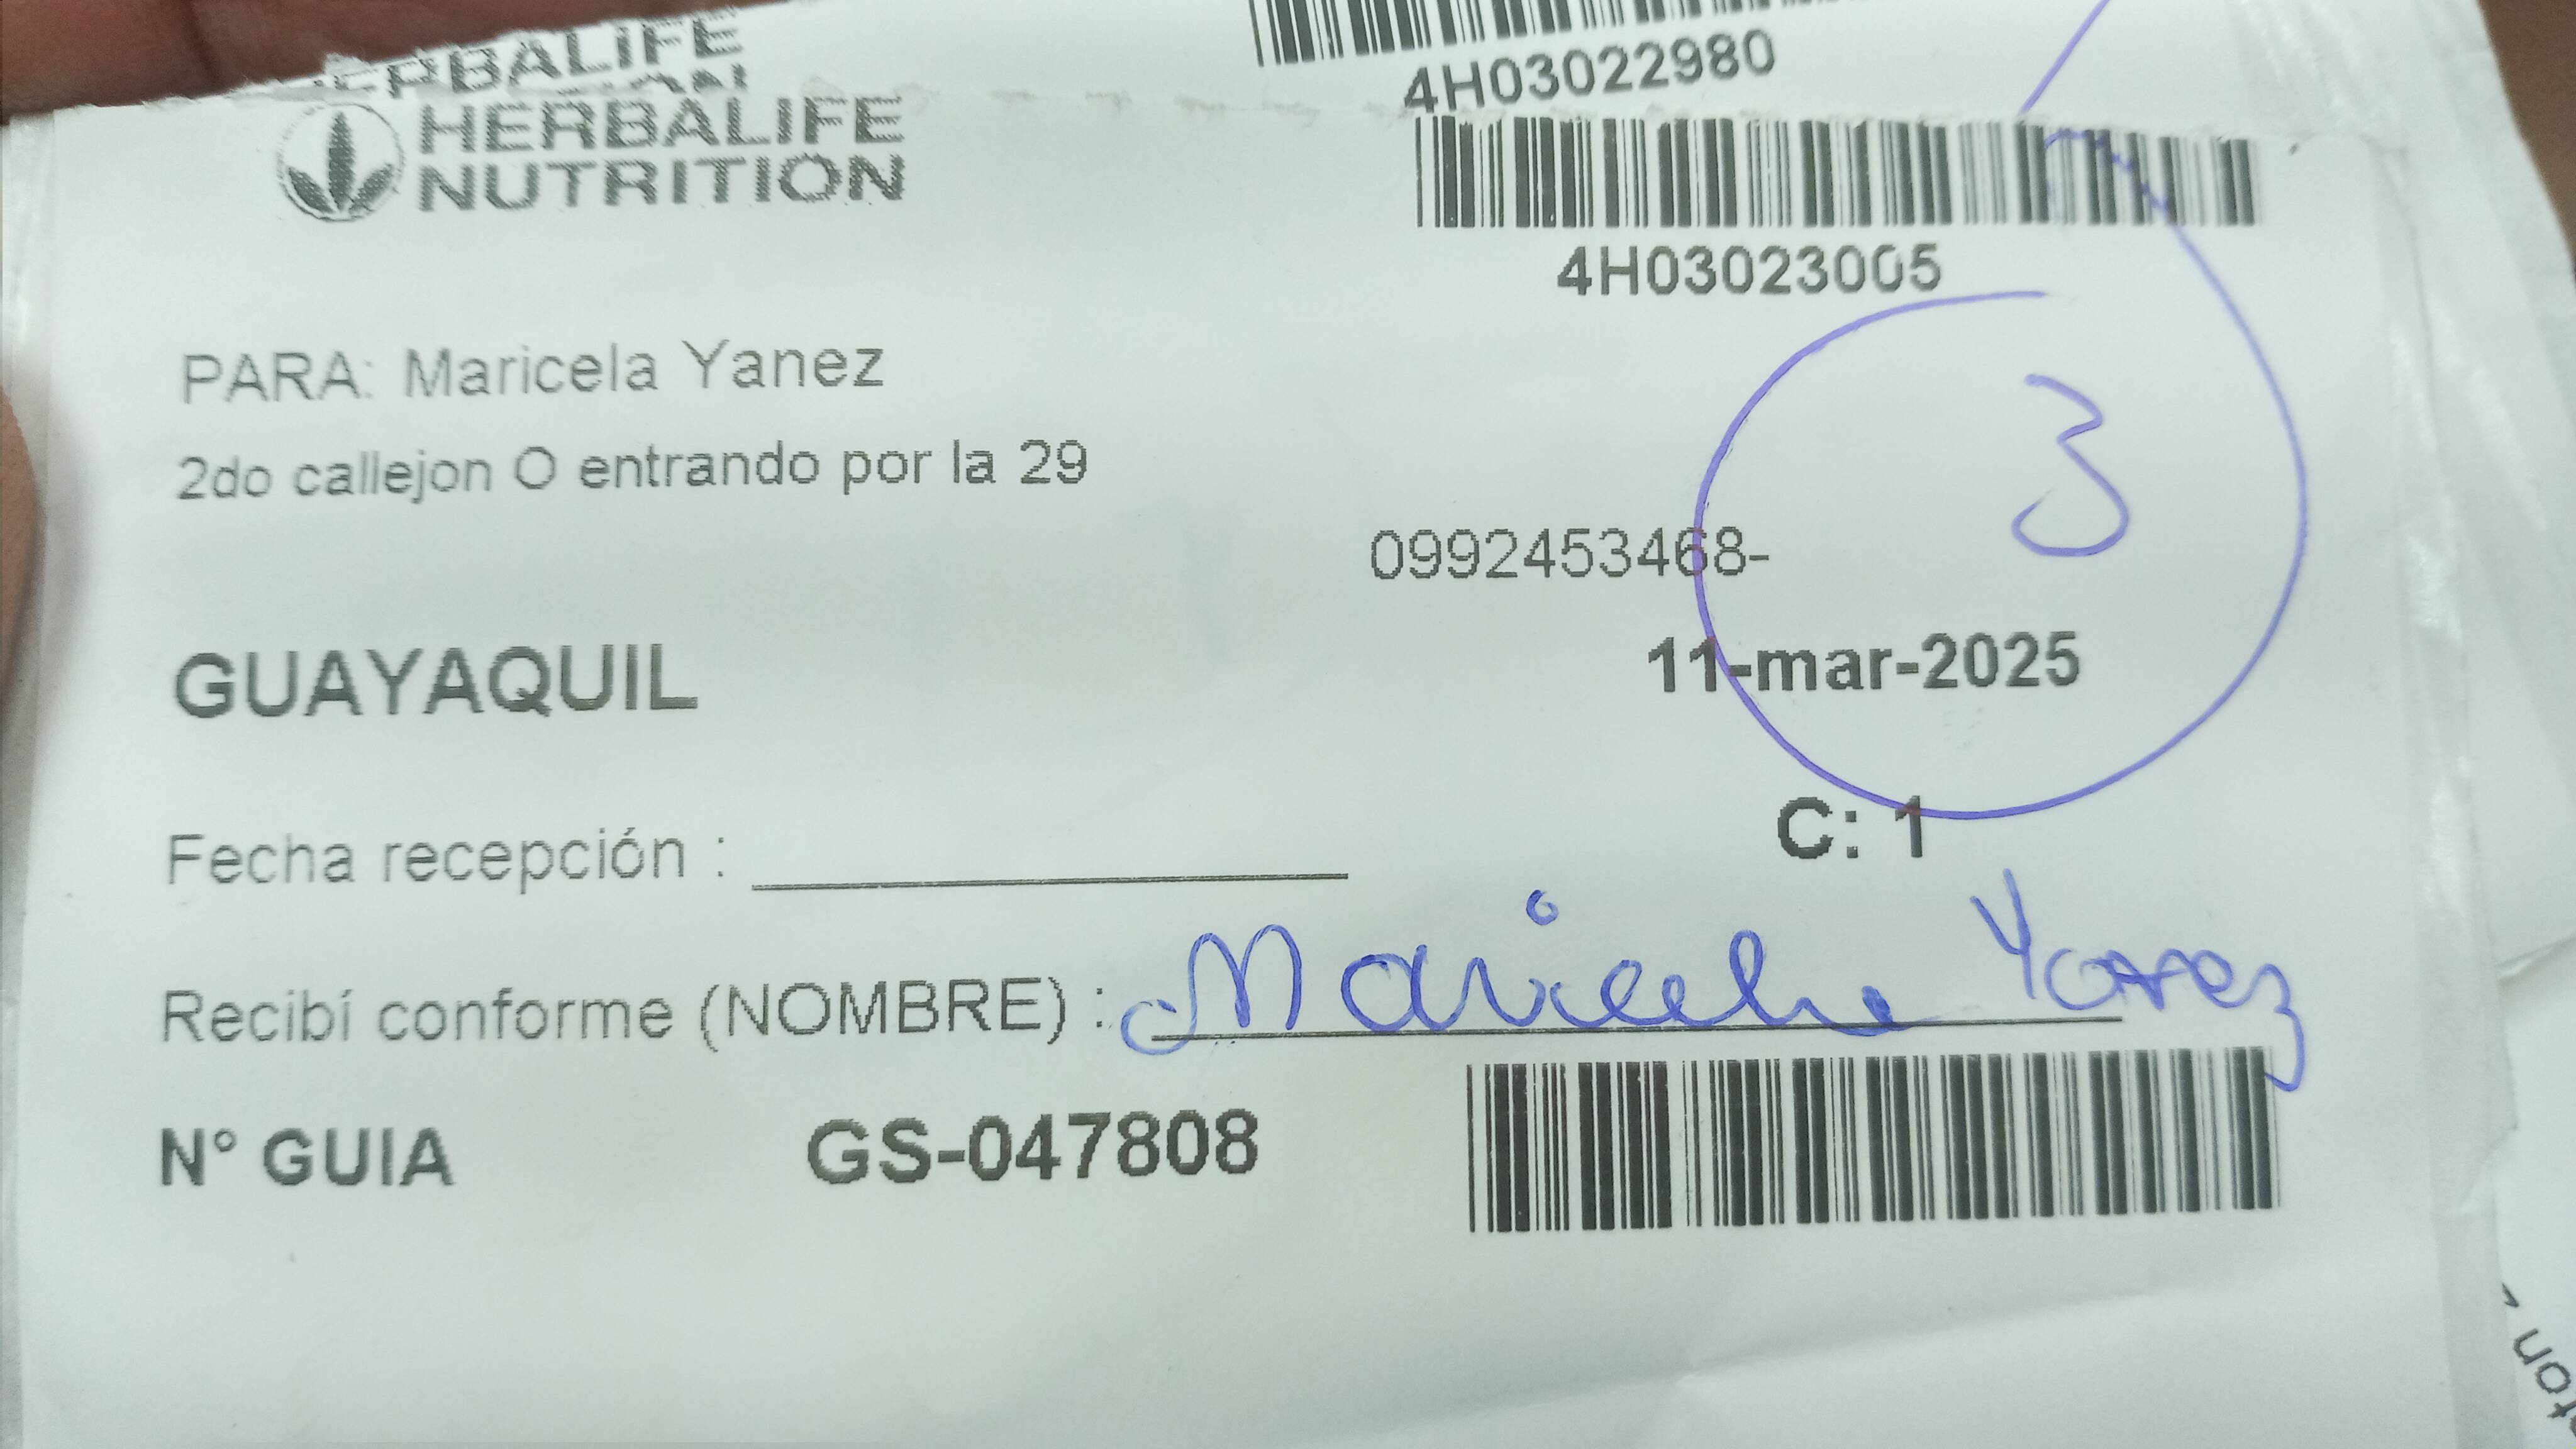 HERBALIFE
4H03022980
HERBALIFE
NUTRITION
4H03023005
PARA: Maricela Yanez
2do callejon O entrando por la 29
3
0992453468-
GUAYAQUIL
11-mar-2025
C: 1
Fecha recepción :
Recibí conforme (NOMBRE) : Maricela Yanez
N° GUIA GS-047808